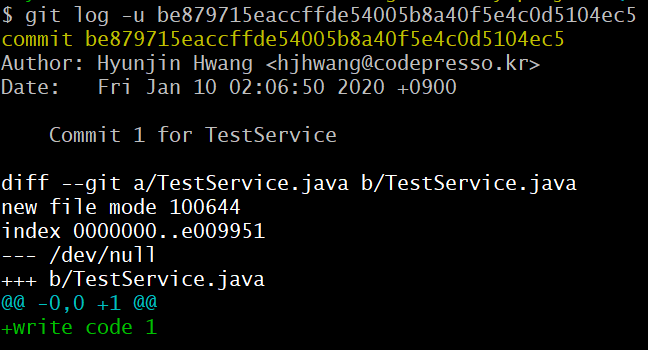 $ git log -u be879715eaccffde54005b8a40f5e4c0d5104ec5
commit be879715eaccffde54005b8a40f5e4c0d5104ec5
Author: Hyunjin Hwang <hjhwang@codepresso.kr>
Date:   Fri Jan 10 02:06:50 2020 +0900

    Commit 1 for TestService

diff --git a/TestService.java b/TestService.java
new file mode 100644
index 0000000..e009951
--- /dev/null
+++ b/TestService.java
@@ -0,0 +1 @@
+write code 1